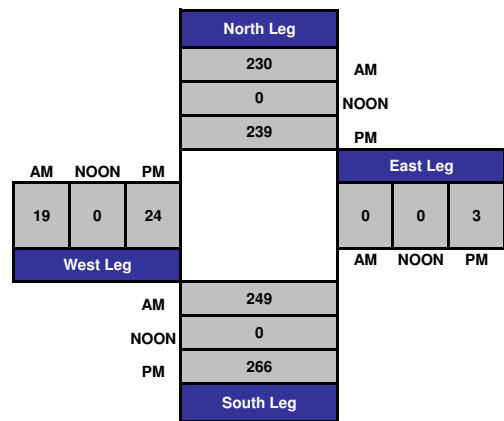 North Leg
230
AM
0
NOON
239
PM
AM NOON PM
East Leg
19 0 24
0 0 3
West Leg
AM NOON PM
249
AM
0
NOON
266
PM
South Leg